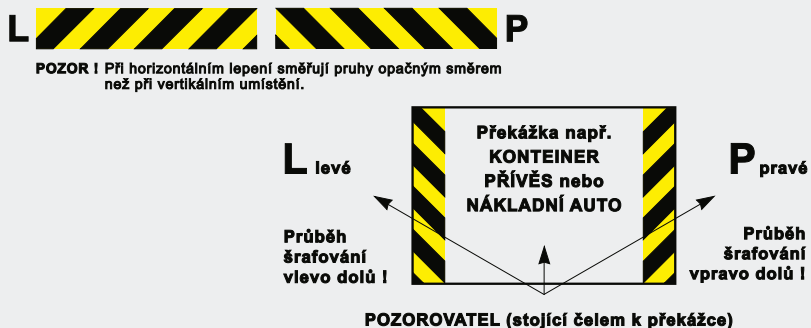 L P
POZOR ! Při horizontálním lepení směřují pruhy opačným směrem
než při vertikálním umístění.
Překážka např.
KONTEINER
PŘÍVĚS nebo
NÁKLADNÍ AUTO
L levé
P pravé
Průběh
šrafování
vlevo dolů !
Průběh
šrafování
vpravo dolů !
POZOROVATEL (stojící čelem k překážce)